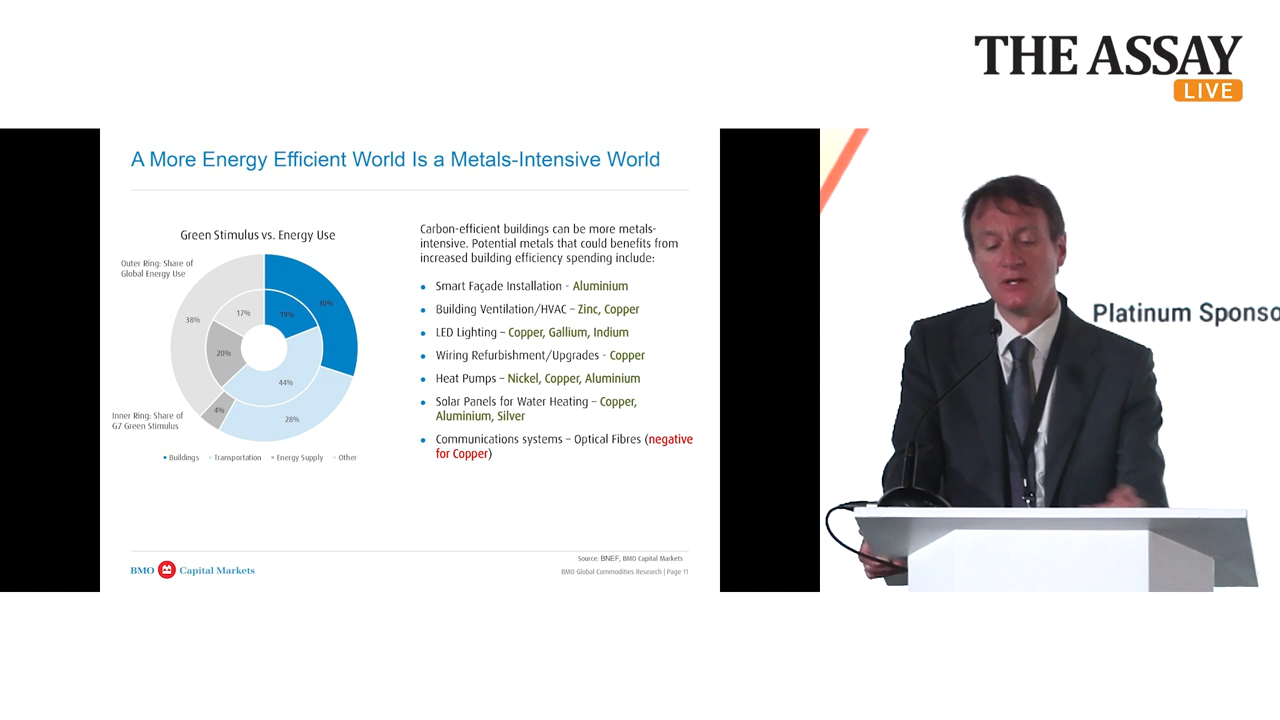 THE ASSAY
LIVE
A More Energy Efficient World Is a Metals-Intensive World
Green Stimulus vs. Energy Use
Outer Ring: Share of
Global Energy Use
30%
17%
19%
38%
20%
44%
4%
28%
Inner Ring: Share of
G7 Green Stimulus
Buildings Transportation Energy Supply Other
Carbon-efficient buildings can be more metals-
intensive. Potential metals that could benefits from
increased building efficiency spending include:
• Smart Façade Installation - Aluminium
• Building Ventilation/HVAC – Zinc, Copper
• LED Lighting – Copper, Gallium, Indium
• Wiring Refurbishment/Upgrades - Copper
• Heat Pumps – Nickel, Copper, Aluminium
• Solar Panels for Water Heating – Copper,
Aluminium, Silver
• Communications systems – Optical Fibres (negative
for Copper)
Source: BNEF, BMO Capital Markets
BMO Capital Markets
BMO Global Commodities Research | Page 11
Platinum Sponso